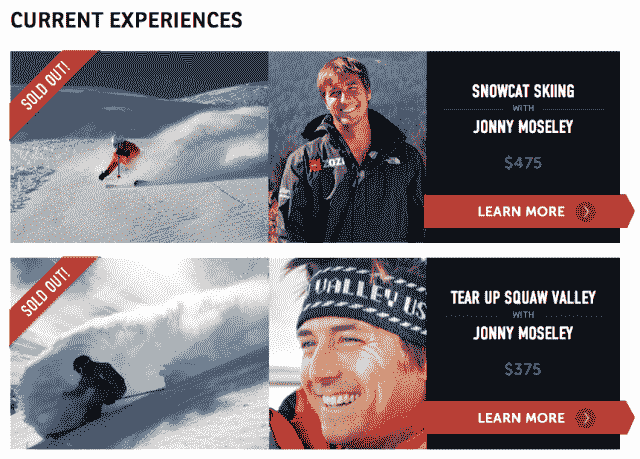 CURRENT EXPERIENCES
SOLD OUT!
SNOWCAT SKIING
WITH
JONNY MOSELEY
$475
LEARN MORE
SOLD OUT!
VALLEY US
TEAR UP SQUAW VALLEY
WITH
JONNY MOSELEY
$375
LEARN MORE